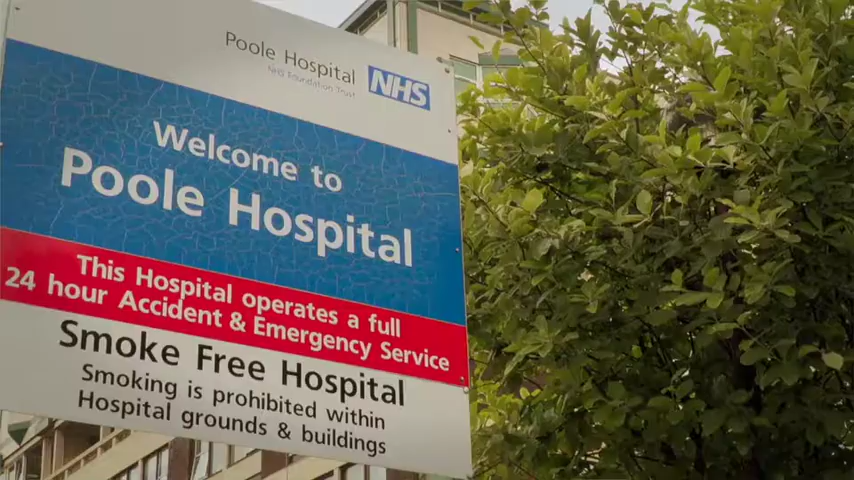 Poole Hospital NHS
NHS Foundation Trust
Welcome to
Poole Hospital
This Hospital operates a full
24 hour Accident & Emergency Service
Smoke Free Hospital
Smoking is prohibited within
Hospital grounds & buildings